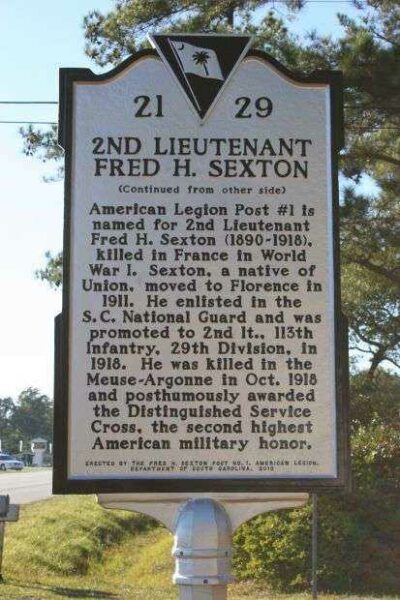 21 29
2ND LIEUTENANT
FRED H. SEXTON
(Continued from other side)
American Legion Post #1 is
named for 2nd Lieutenant
Fred H. Sexton (1890-1918),
killed in France in World
War I. Sexton, a native of
Union, moved to Florence in
1911. He enlisted in the
S.C. National Guard and was
promoted to 2nd lt., 113th
Infantry, 29th Division, in
1918. He was killed in the
Meuse-Argonne in Oct. 1918
and posthumously awarded
the Distinguished Service
Cross, the second highest
American military honor.
ERECTED BY THE FRED H. SEXTON POST NO. 1, AMERICAN LEGION,
DEPARTMENT OF SOUTH CAROLINA, 2010